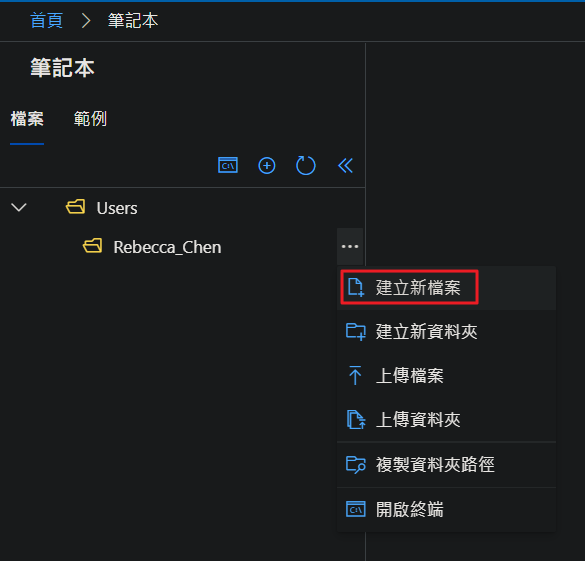 首頁 > 筆記本
筆記本
檔案 範例
Users
Rebecca_Chen
建立新檔案
建立新資料夾
上傳檔案
上傳資料夾
複製資料夾路徑
開啟終端